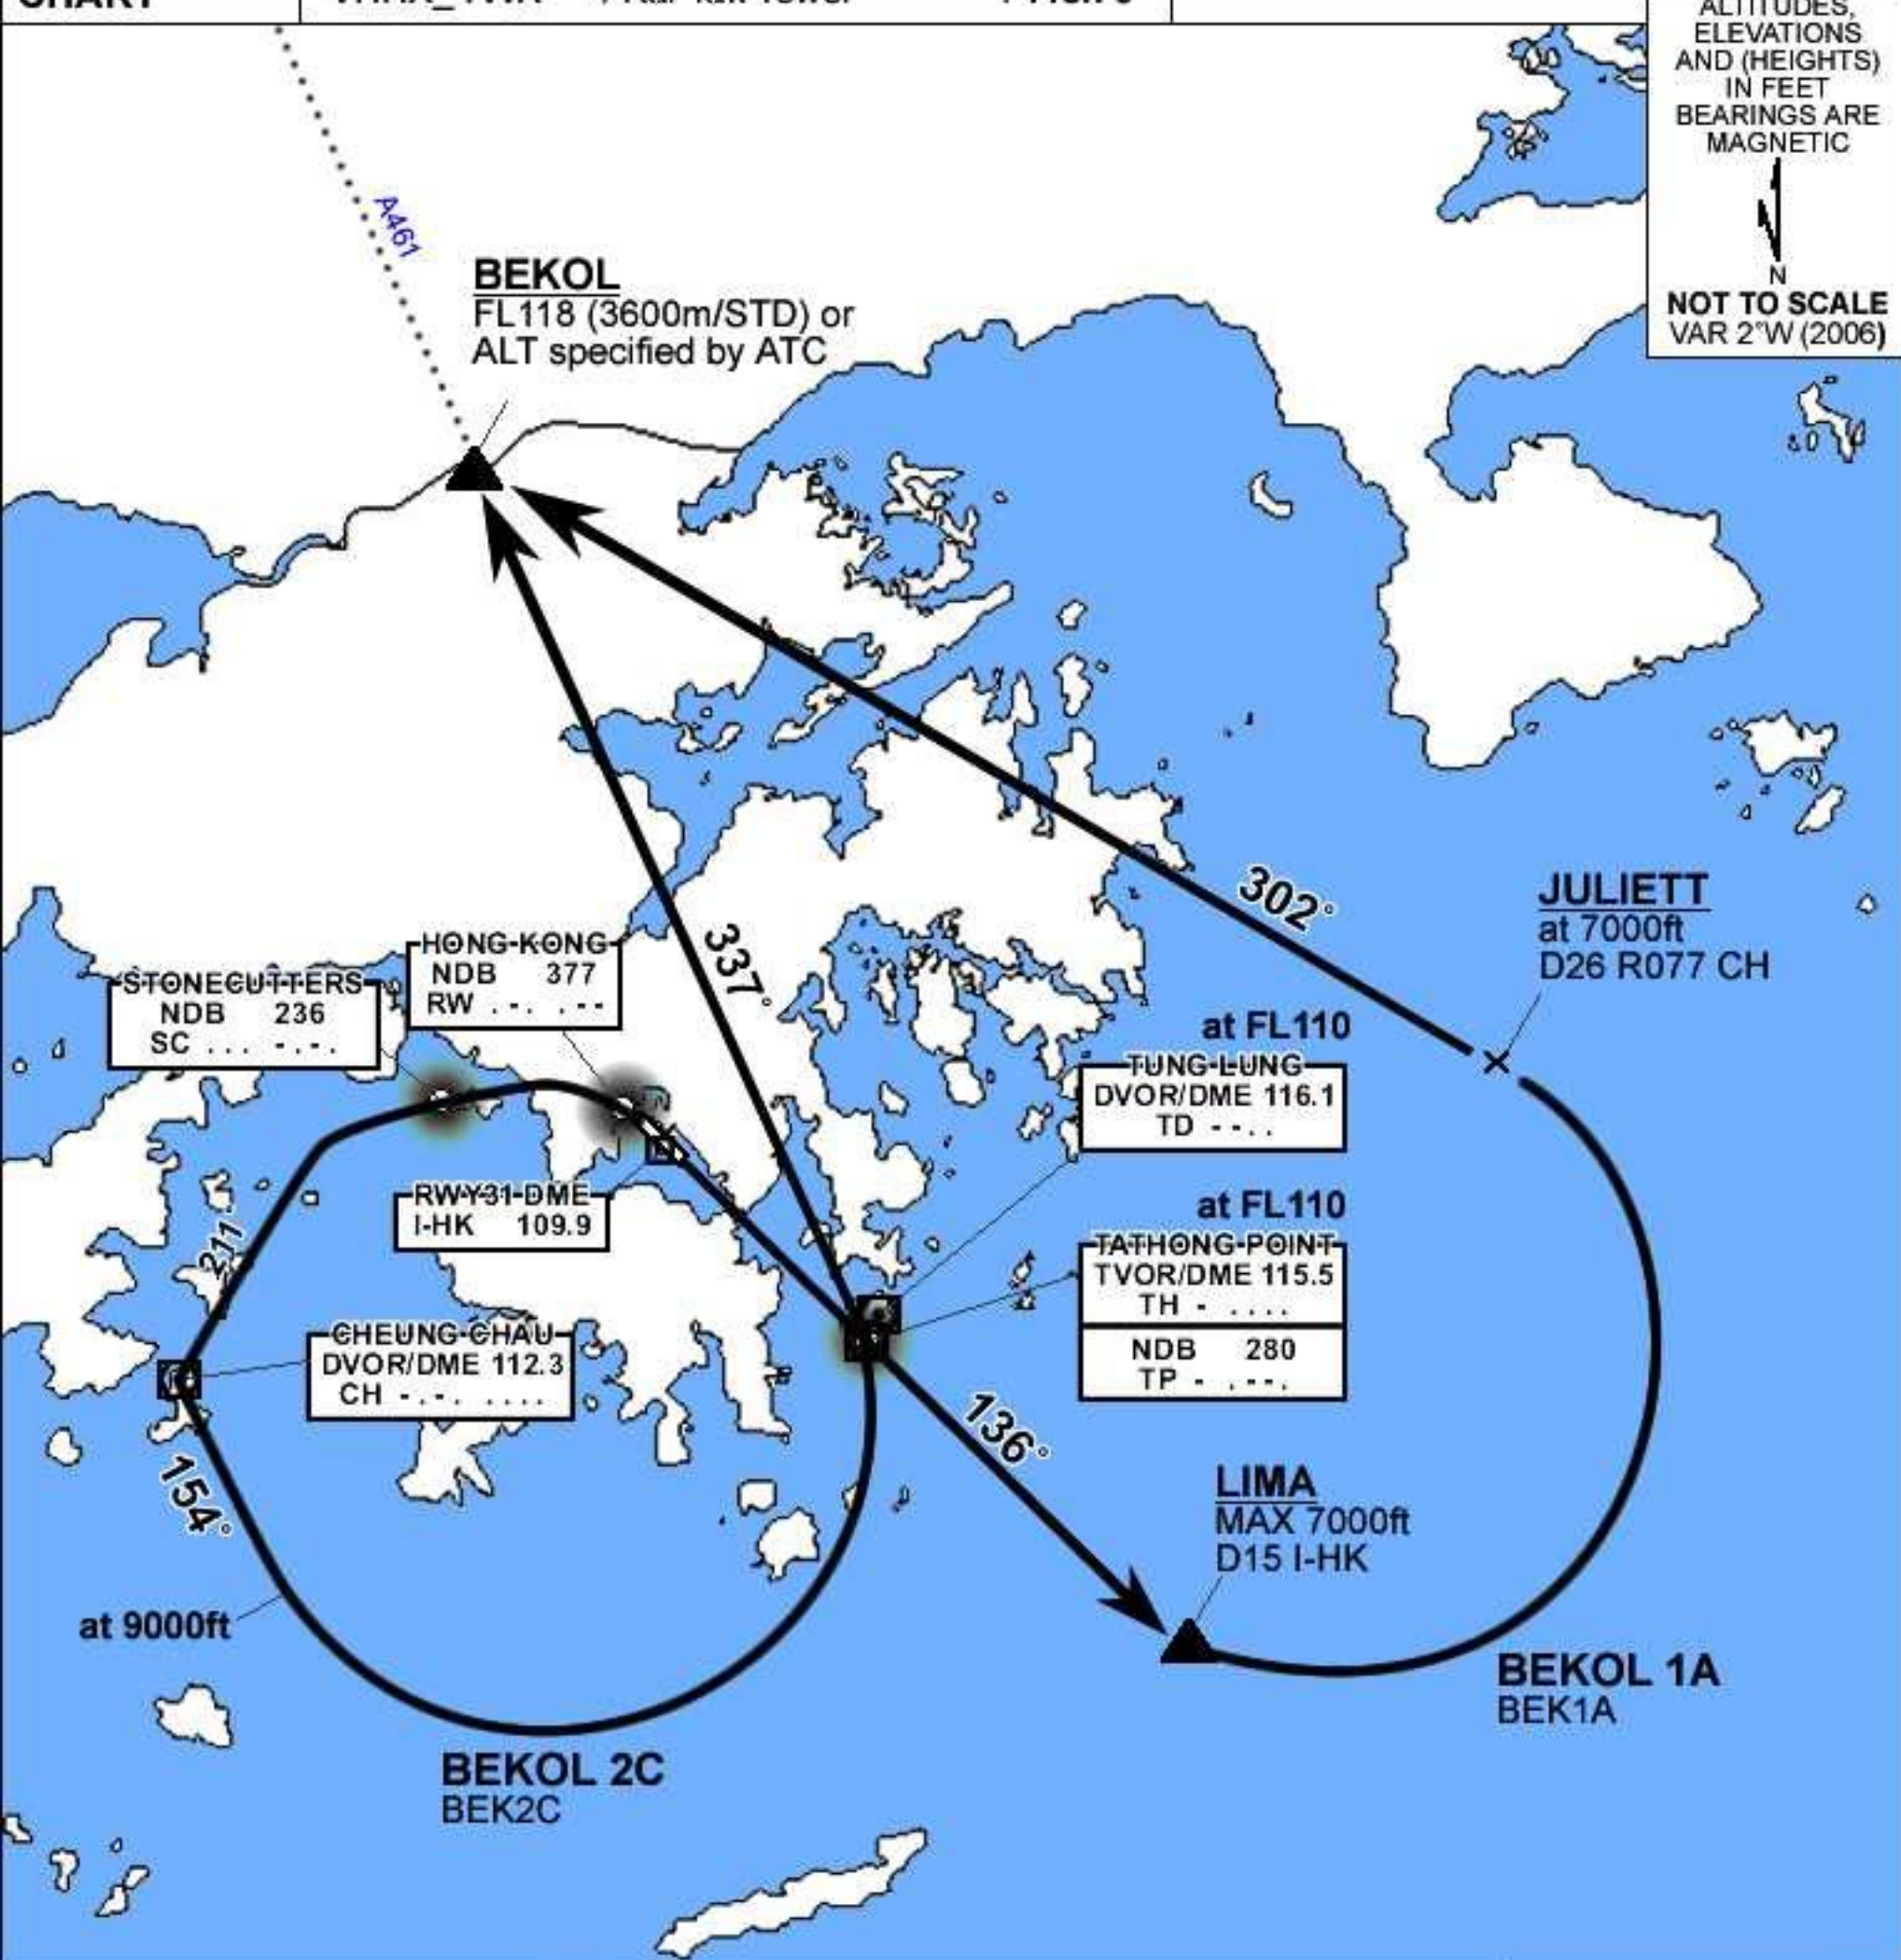 CHART
ALTITUDES,
ELEVATIONS
AND (HEIGHTS)
IN FEET
BEARINGS ARE
MAGNETIC
N
NOT TO SCALE
VAR 2°W (2006)
A461
BEKOL
FL118 (3600m/STD) or
ALT specified by ATC
302°
JULIETT
at 7000ft
D26 R077 CH
337°
HONG-KONG
NDB 377
RW .-. .--
STONECUTTERS
NDB 236
SC ... -.-.
at FL110
TUNG-LUNG
DVOR/DME 116.1
TD - -..
RWY31-DME
I-HK 109.9
at FL110
TATHONG-POINT
TVOR/DME 115.5
TH - ....
NDB 280
TP - .--.
211
CHEUNG-CHAU
DVOR/DME 112.3
CH -.-. ....
136°
154°
LIMA
MAX 7000ft
D15 I-HK
at 9000ft
BEKOL 1A
BEK1A
BEKOL 2C
BEK2C